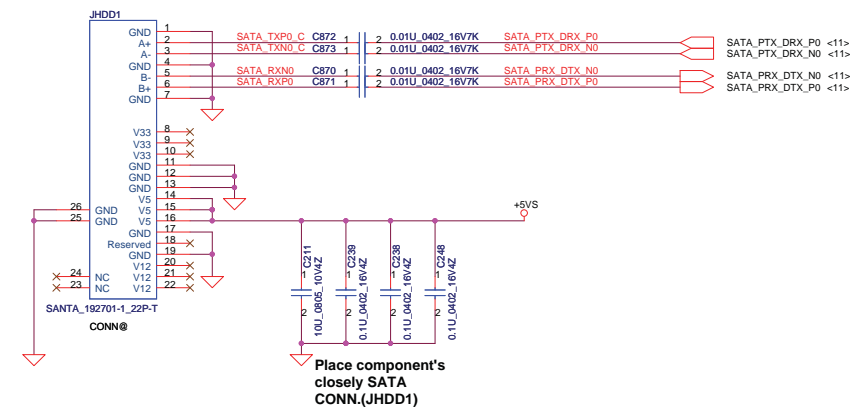 JHDD1
GND 1
A+ 2 SATA_TXP0_C C872 1 2 0.01U_0402_16V7K SATA_PTX_DRX_P0 SATA_PTX_DRX_P0 <11>
A- 3 SATA_TXN0_C C873 1 2 0.01U_0402_16V7K SATA_PTX_DRX_N0 SATA_PTX_DRX_N0 <11>
GND 4
B- 5 SATA_RXN0 C870 1 2 0.01U_0402_16V7K SATA_PRX_DTX_N0 SATA_PRX_DTX_N0 <11>
B+ 6 SATA_RXP0 C871 1 2 0.01U_0402_16V7K SATA_PRX_DTX_P0 SATA_PRX_DTX_P0 <11>
GND 7
V33 8
V33 9
V33 10
GND 11
GND 12
GND 13
V5 14
26 GND V5 15
25 GND V5 16
+5VS
GND 17
Reserved 18
GND 19
V12 20
24 NC V12 21
23 NC V12 22
SANTA_192701-1_22P-T
CONN@
1 C211 2 10U_0805_10V4Z
1 C239 2 0.1U_0402_16V4Z
1 C238 2 0.1U_0402_16V4Z
1 C248 2 0.1U_0402_16V4Z
Place component's
closely SATA
CONN.(JHDD1)